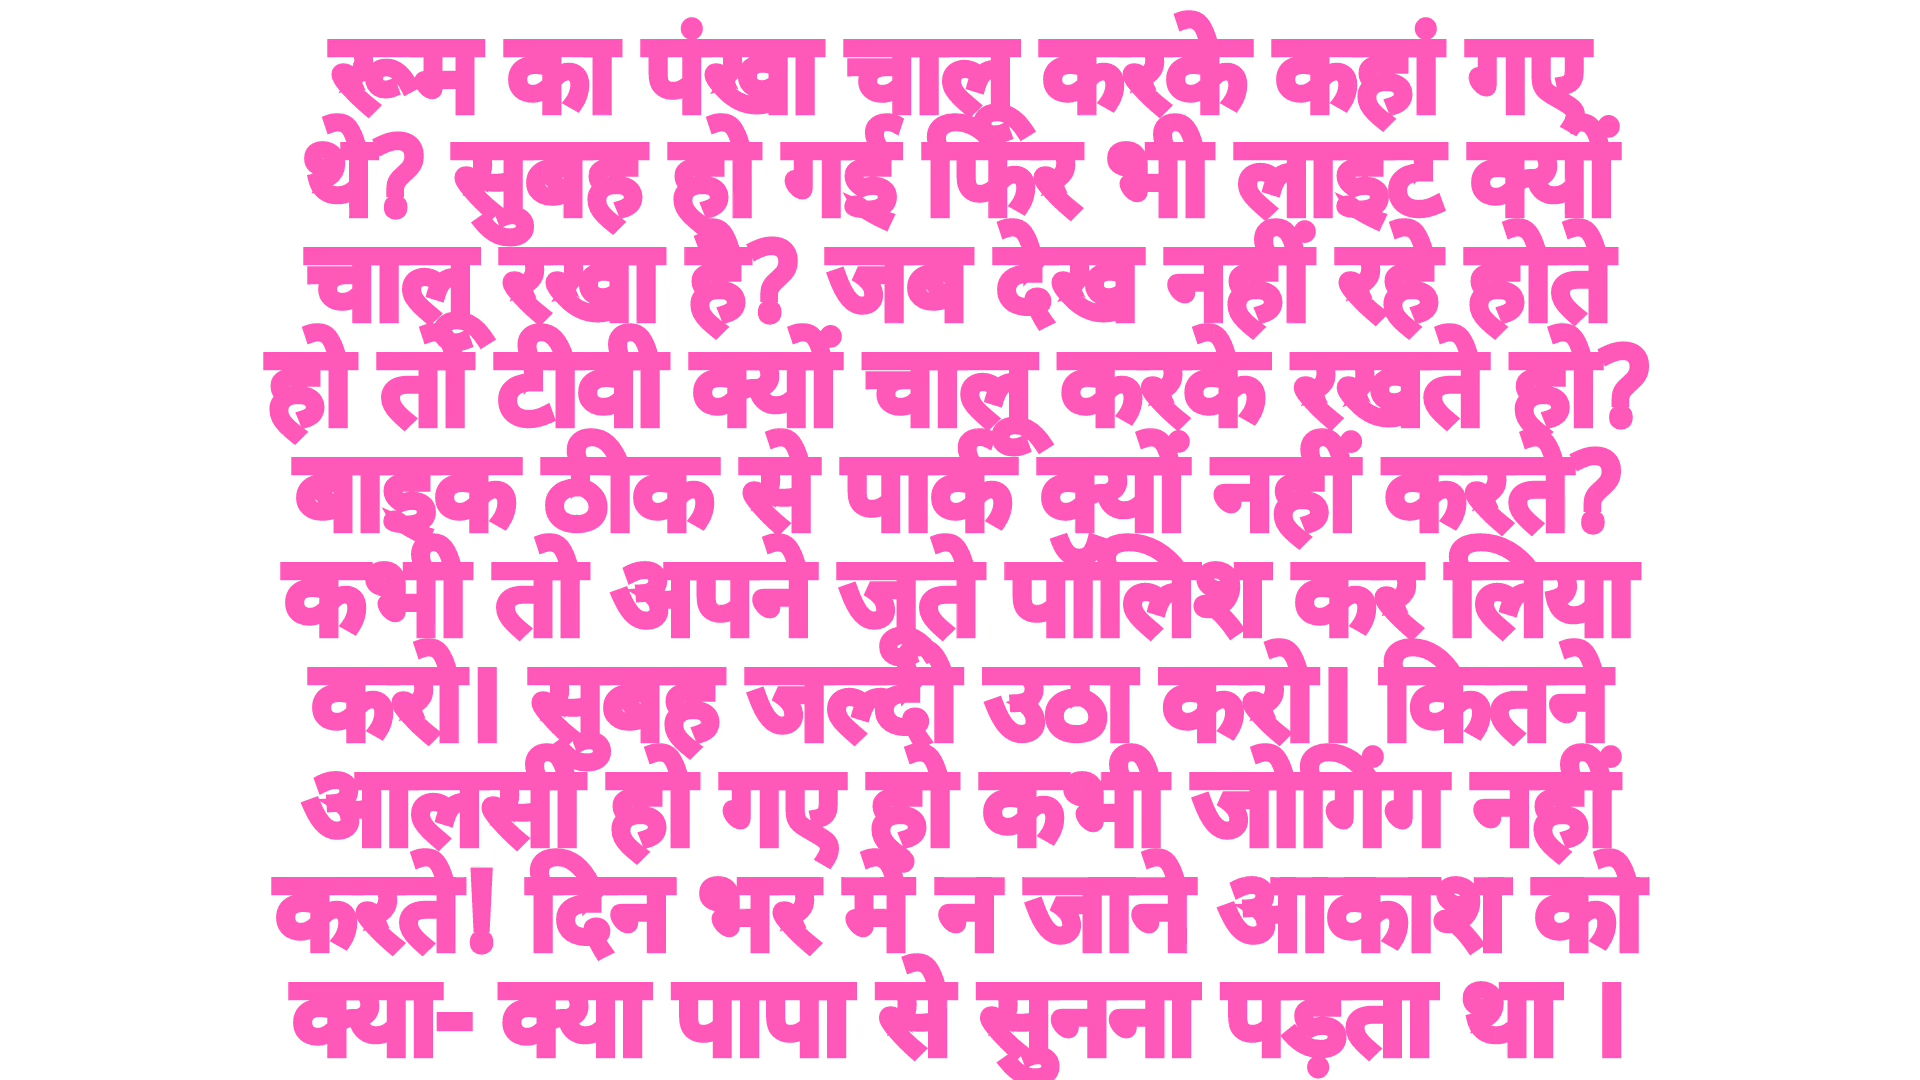 रूम का पंखा चालू करके कहां गए
थे? सुबह हो गई फिर भी लाइट क्यों
चालू रखा है? जब देख नहीं रहे होते
हो तो टीवी क्यों चालू करके रखते हो?
बाइक ठीक से पार्क क्यों नहीं करते?
कभी तो अपने जूते पॉलिश कर लिया
करो। सुबह जल्दी उठा करो। कितने
आलसी हो गए हो कभी जोगिंग नहीं
करते! दिन भर में न जाने आकाश को
क्या- क्या पापा से सुनना पड़ता था ।